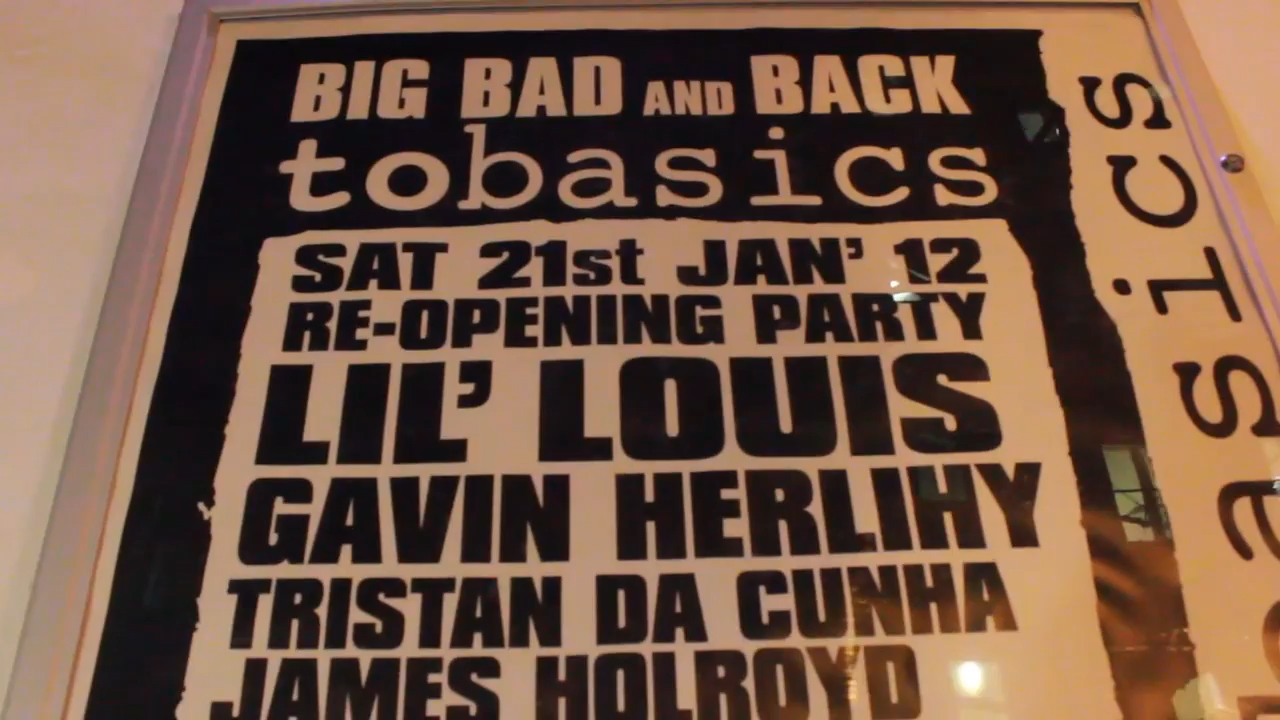 BIG BAD AND BACK
tobasics
SAT 21st JAN' 12
RE-OPENING PARTY
LIL' LOUIS
GAVIN HERLIHY
TRISTAN DA CUNHA
JAMES HOLROYD
basics